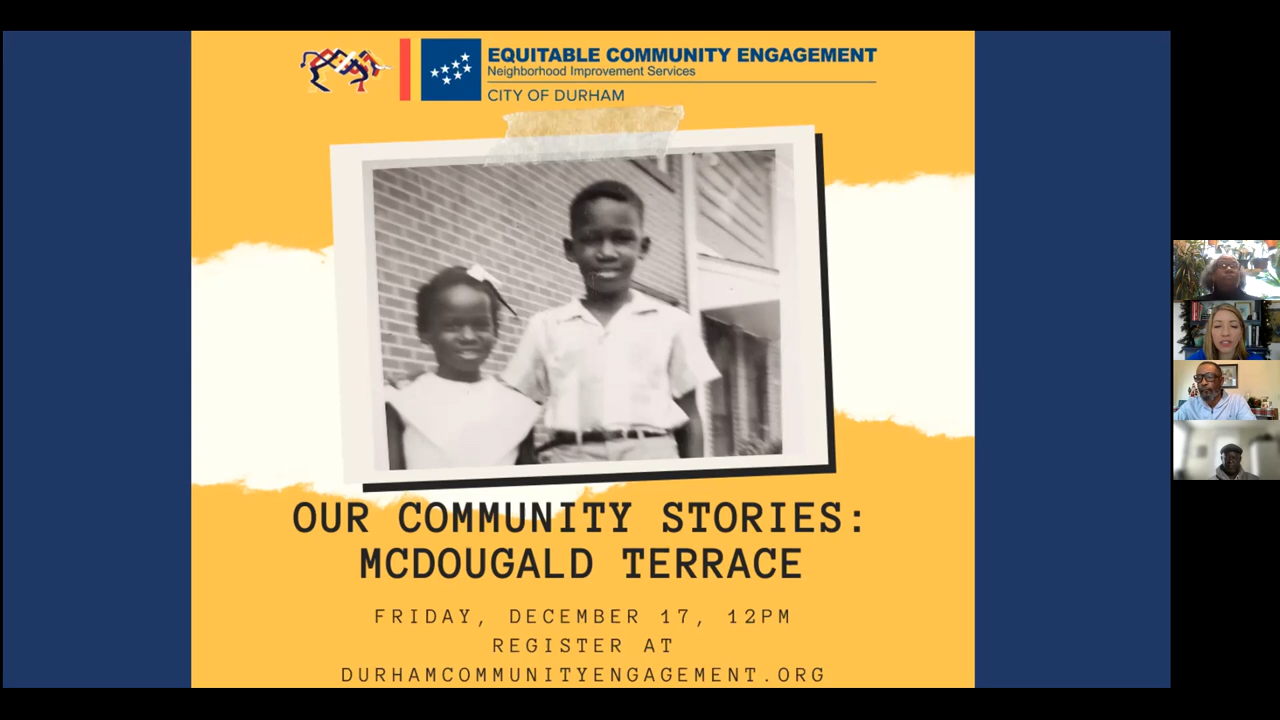 EQUITABLE COMMUNITY ENGAGEMENT
Neighborhood Improvement Services
CITY OF DURHAM
OUR COMMUNITY STORIES:
MCDOUGALD TERRACE
FRIDAY, DECEMBER 17, 12PM
REGISTER AT
DURHAMCOMMUNITYENGAGEMENT.ORG